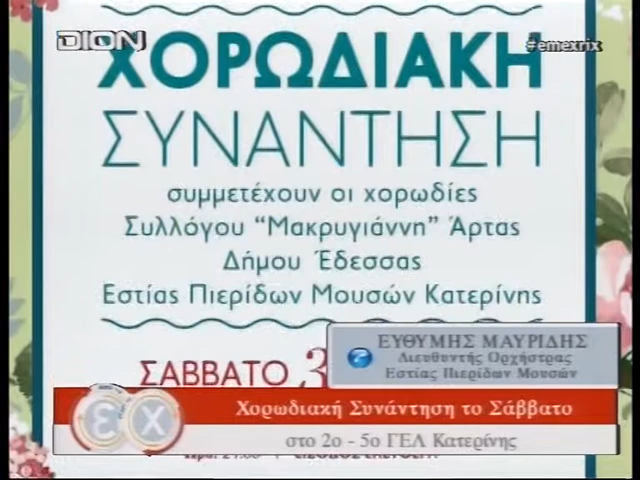 DION
#emexrix
ΧΟΡΩΔΙΑΚΗ
ΣΥΝΑΝΤΗΣΗ
συμμετέχουν οι χορωδίες
Συλλόγου “Μακρυγιάννη” Άρτας
Δήμου Έδεσσας
Εστίας Πιερίδων Μουσών Κατερίνης
ΣΑΒΒΑΤΟ 3
ΕΥΘΥΜΗΣ ΜΑΥΡΙΔΗΣ
Διευθυντής Ορχήστρας
Εστίας Πιερίδων Μουσών
Χορωδιακή Συνάντηση το Σάββατο
στο 2ο - 5ο ΓΕΛ Κατερίνης